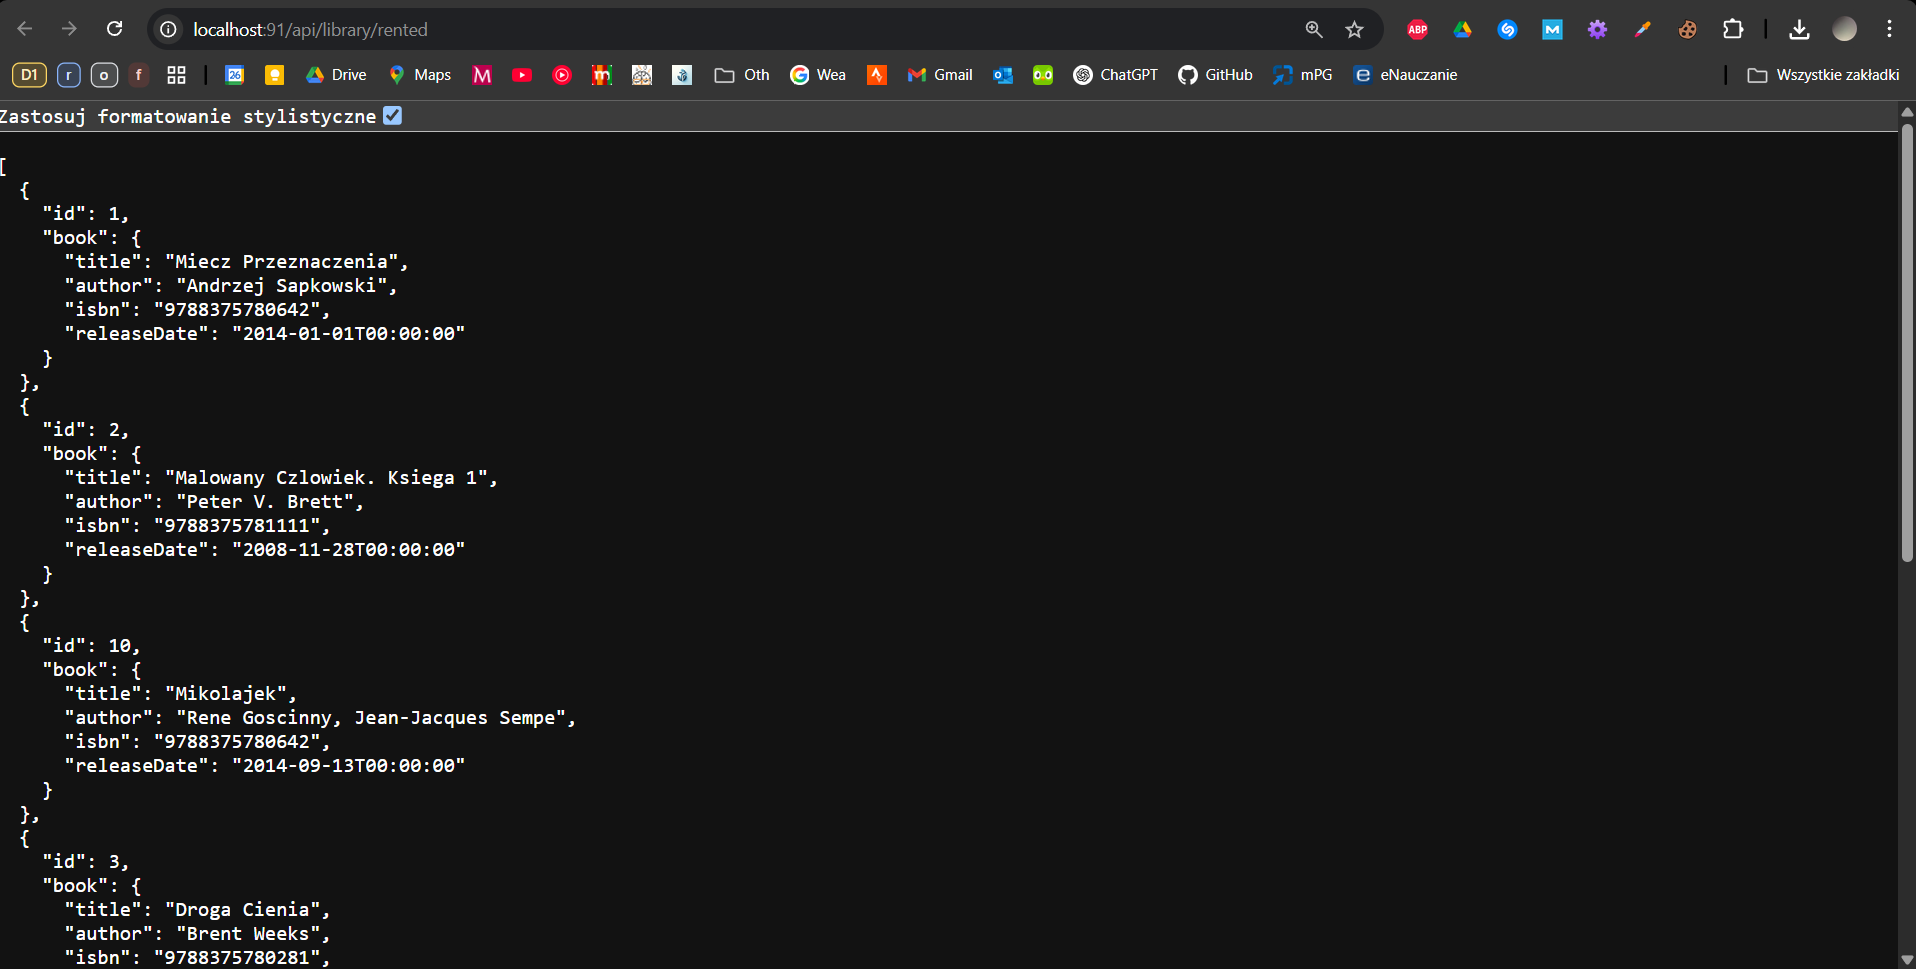 localhost:91/api/library/rented
ABP
D1 r o f 26 Drive Maps M Oth Wea Gmail ChatGPT GitHub mPG eNauczanie Wszystkie zakładki
Zastosuj formatowanie stylistyczne
[
  {
    "id": 1,
    "book": {
      "title": "Miecz Przeznaczenia",
      "author": "Andrzej Sapkowski",
      "isbn": "9788375780642",
      "releaseDate": "2014-01-01T00:00:00"
    }
  },
  {
    "id": 2,
    "book": {
      "title": "Malowany Czlowiek. Ksiega 1",
      "author": "Peter V. Brett",
      "isbn": "9788375781111",
      "releaseDate": "2008-11-28T00:00:00"
    }
  },
  {
    "id": 10,
    "book": {
      "title": "Mikolajek",
      "author": "Rene Goscinny, Jean-Jacques Sempe",
      "isbn": "9788375780642",
      "releaseDate": "2014-09-13T00:00:00"
    }
  },
  {
    "id": 3,
    "book": {
      "title": "Droga Cienia",
      "author": "Brent Weeks",
      "isbn": "9788375780281",